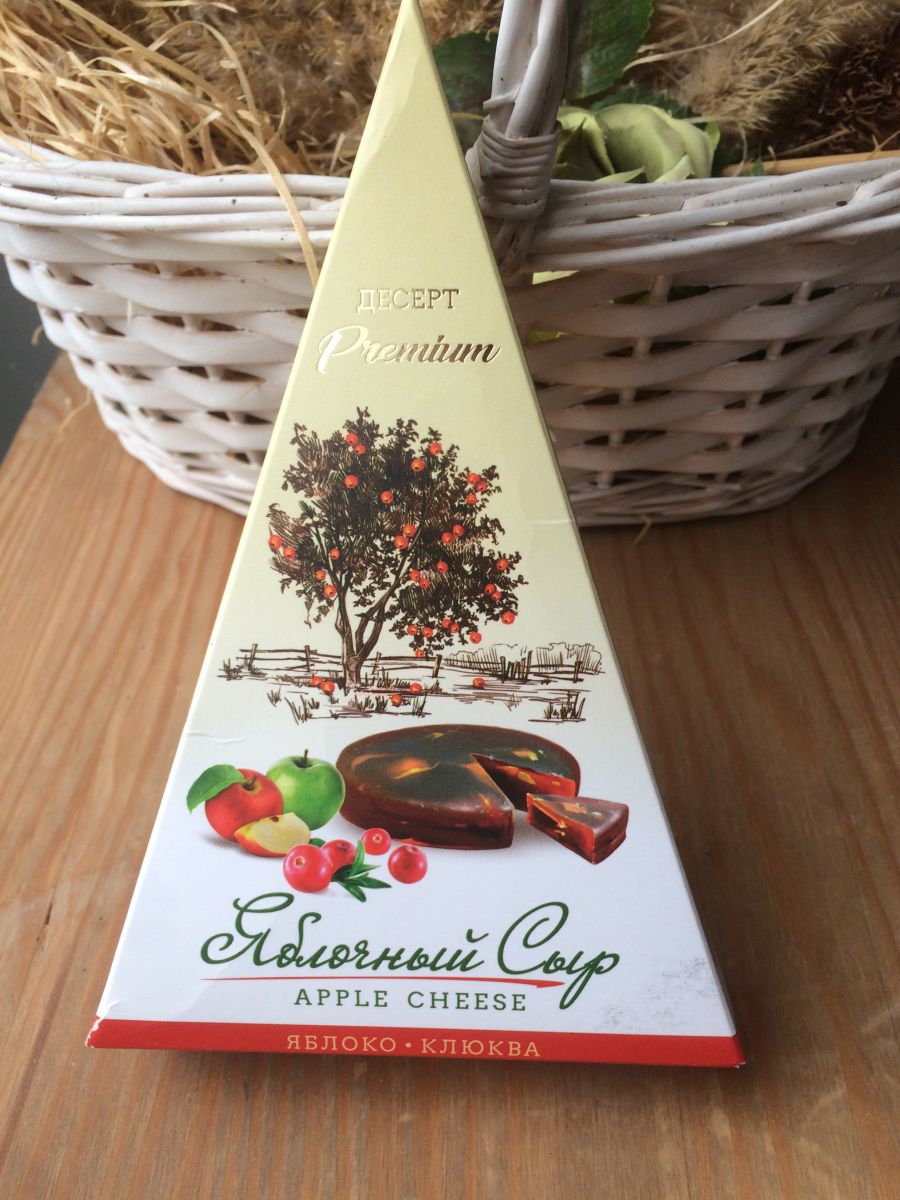 ДЕСЕРТ
Premium
Яблочный Сыр
APPLE CHEESE
ЯБЛОКО • КЛЮКВА